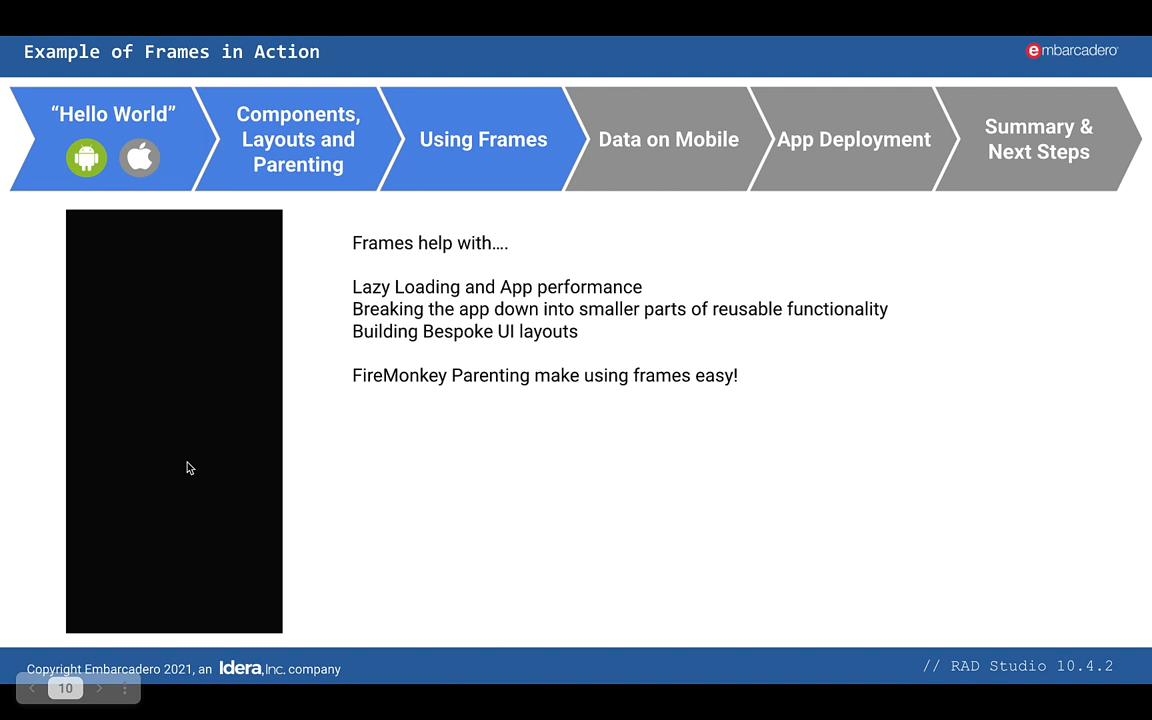 Example of Frames in Action
embarcadero
“Hello World”
Components,
Layouts and
Parenting
Using Frames
Data on Mobile
App Deployment
Summary &
Next Steps
Frames help with....
Lazy Loading and App performance
Breaking the app down into smaller parts of reusable functionality
Building Bespoke UI layouts
FireMonkey Parenting make using frames easy!
Copyright Embarcadero 2021, an Idera, Inc. company
// RAD Studio 10.4.2
10